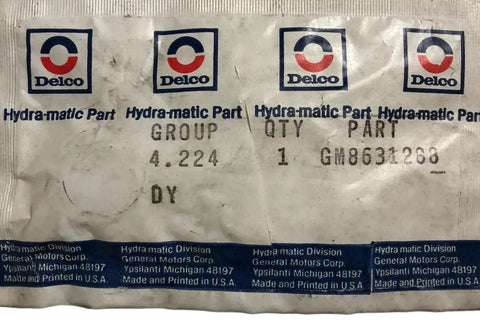 Delco Delco Delco Delco
Hydra-matic Part Hydra-matic Part Hydra-matic Part Hydra-matic Part
GROUP QTY PART
4.224 1 GM8631268
DY
Hydra matic Division Hydra-matic Division Hydra-matic Division Hydra-matic Division
General Motors Corp. General Motors Corp. General Motors Corp. General Motors Corp.
Ypsilanti Michigan 48197 Ypsilanti Michigan 48197 Ypsilanti Michigan 48197 Ypsilanti Michigan 48197
Made and Printed in U.S.A. Made and Printed in U.S.A. Made and Printed in U.S.A. Made and Printed in U.S.A.